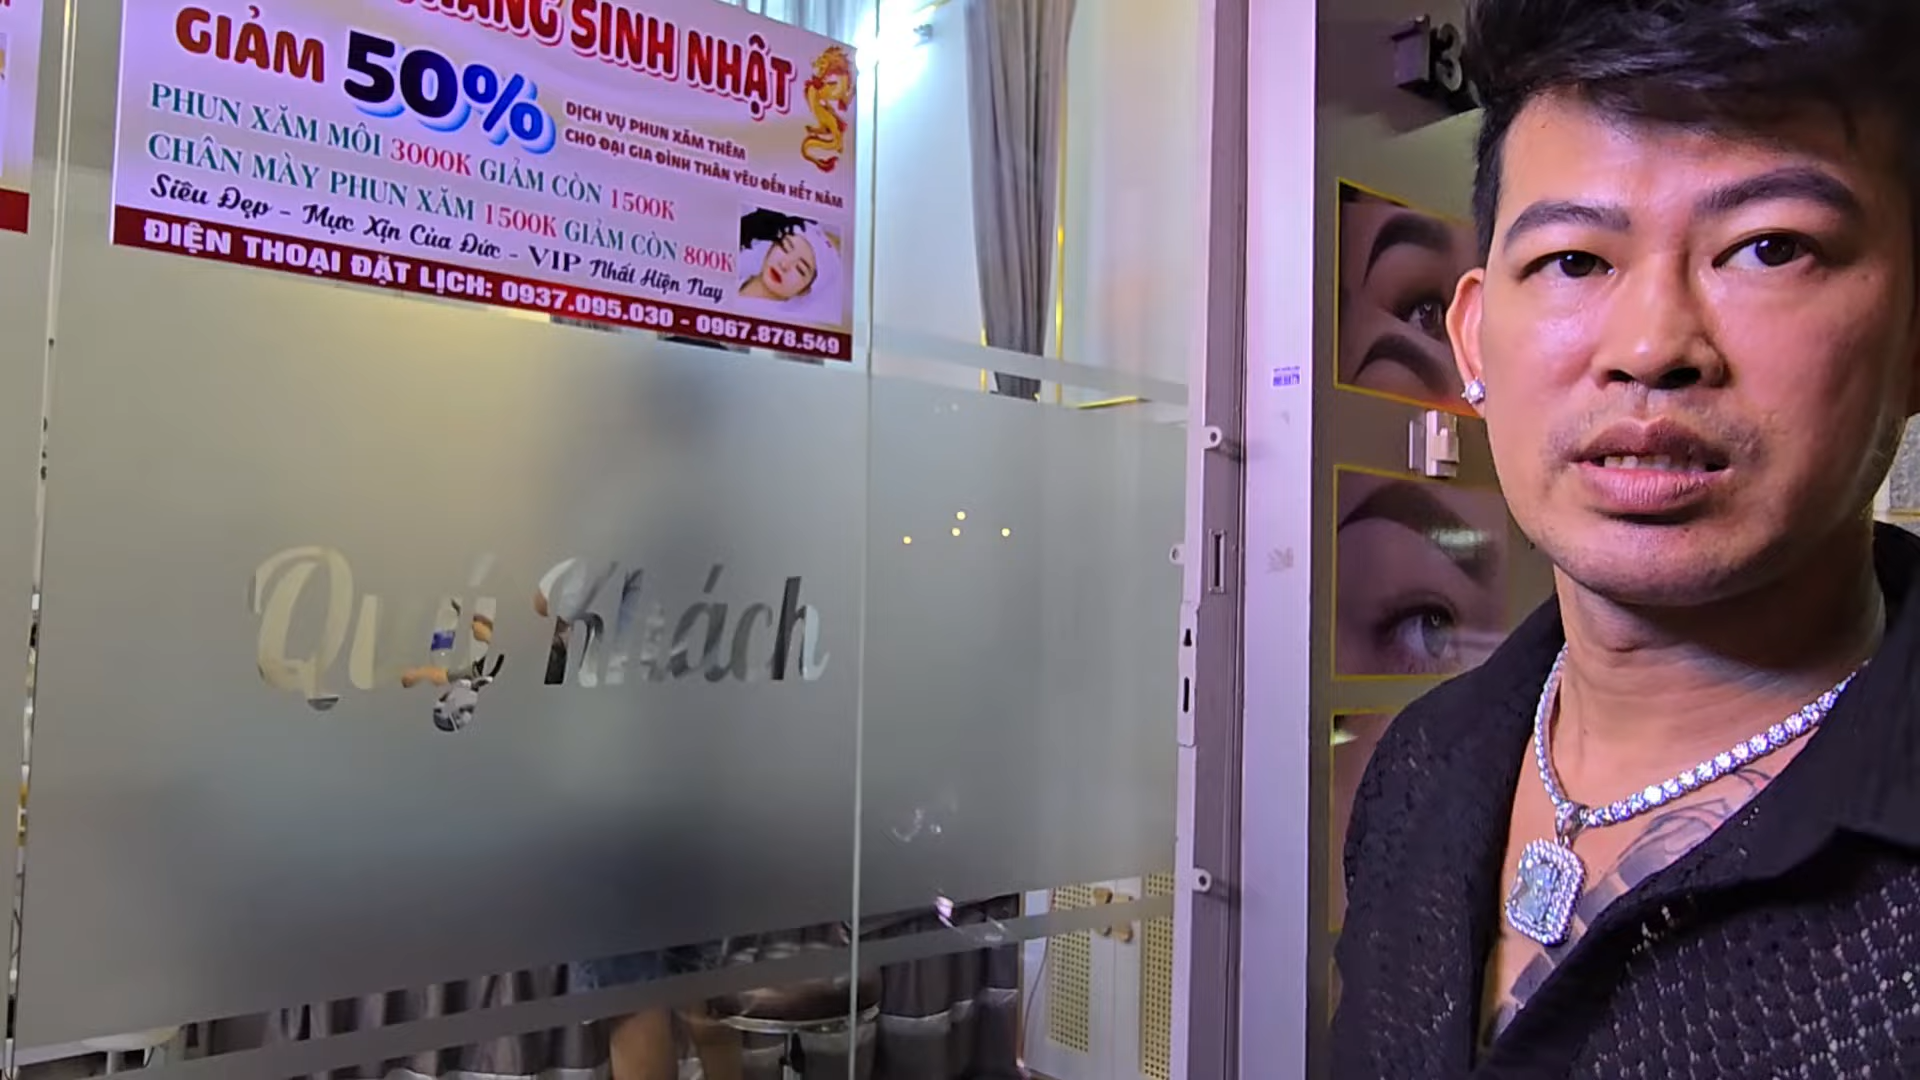 SINH NHẬT
GIẢM 50%
DỊCH VỤ PHUN XĂM THÊM
CHO ĐẠI GIA ĐÌNH THÂN YÊU ĐẾN HẾT NĂM
PHUN XĂM MÔI 3000K GIẢM CÒN 1500K
CHÂN MÀY PHUN XĂM 1500K GIẢM CÒN 800K
Siêu Đẹp - Mực Xịn Của Đức - VIP Nhất Hiện Nay
ĐIỆN THOẠI ĐẶT LỊCH: 0937.095.030 - 0967.878.549
Quý Khách
13